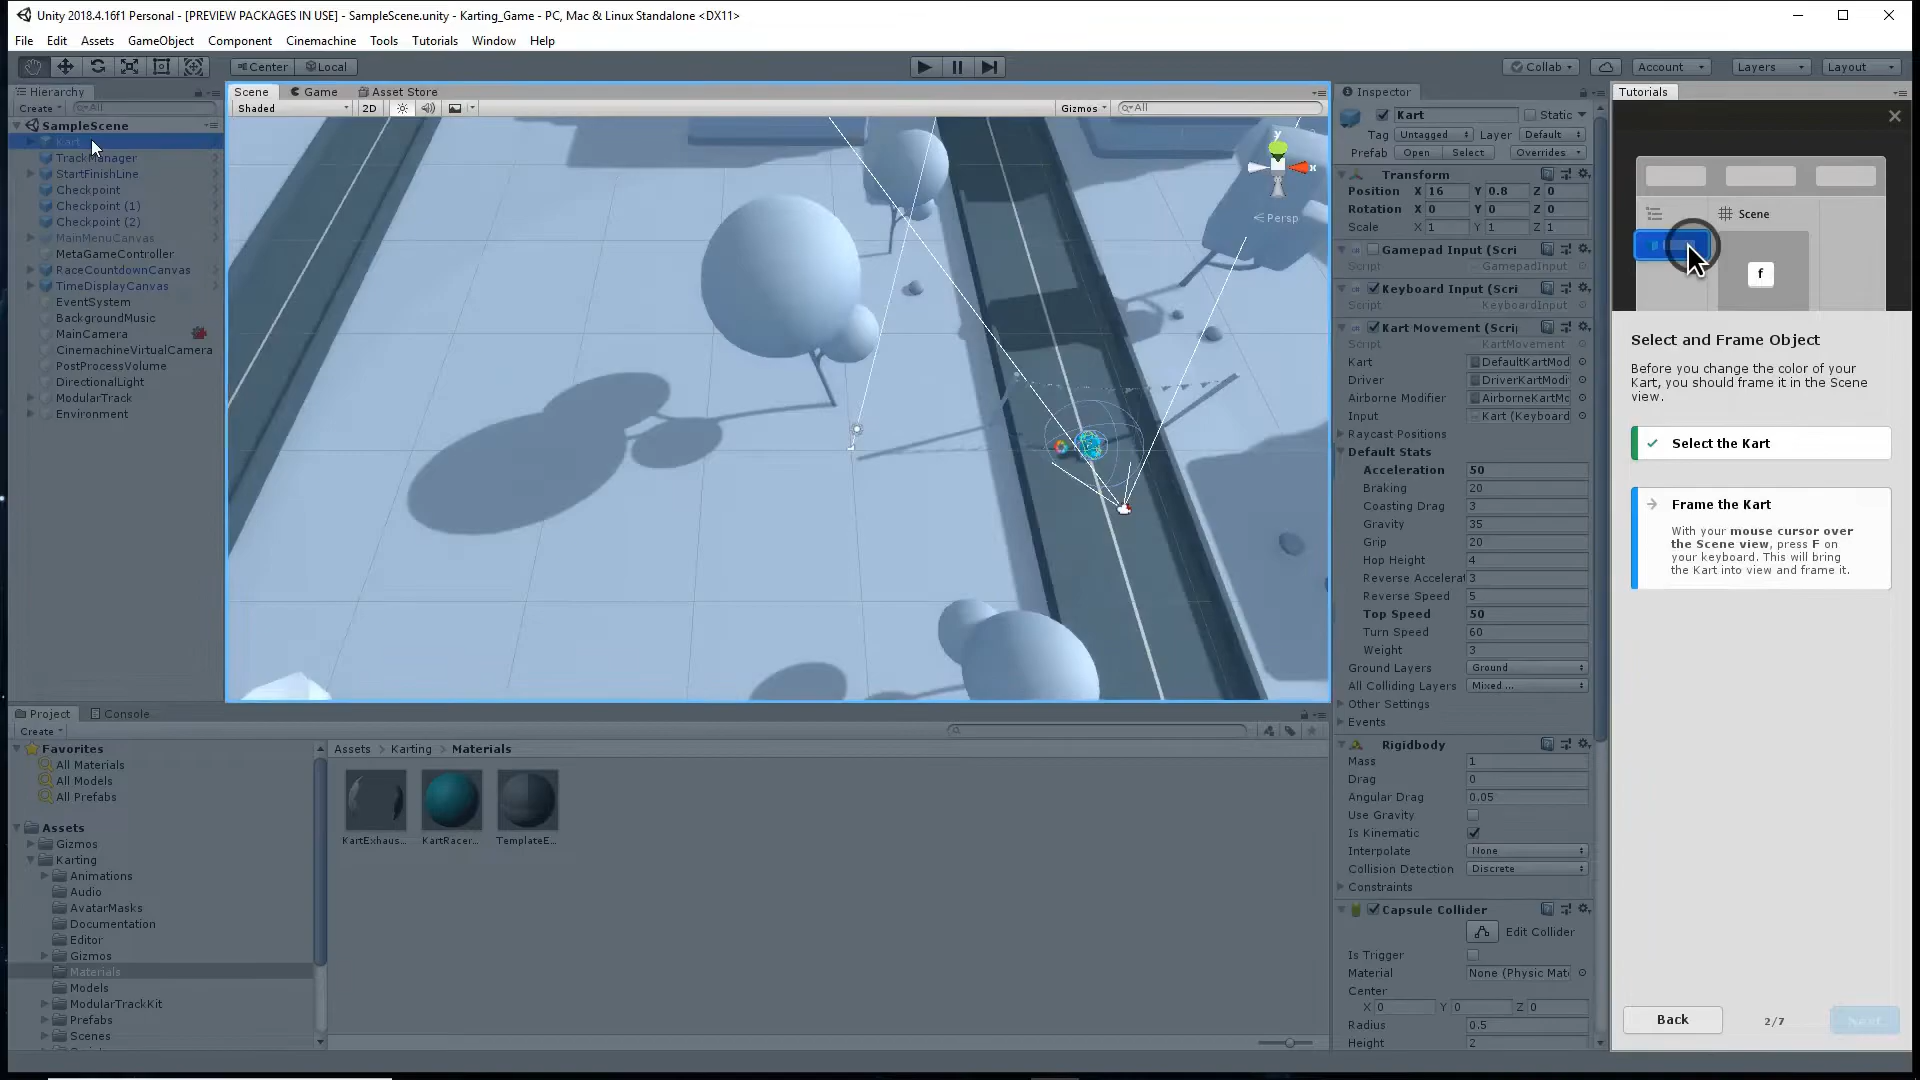 Unity 2018.4.16f1 Personal - [PREVIEW PACKAGES IN USE] - SampleScene.unity - Karting_Game - PC, Mac & Linux Standalone <DX11>
File Edit Assets GameObject Component Cinemachine Tools Tutorials Window Help
Center Local Collab Account Layers Layout
Hierarchy
Create All
SampleScene
Kart
TrackManager
StartFinishLine
Checkpoint
Checkpoint (1)
Checkpoint (2)
MainMenuCanvas
MetaGameController
RaceCountdownCanvas
TimeDisplayCanvas
EventSystem
BackgroundMusic
MainCamera
CinemachineVirtualCamera
PostProcessVolume
DirectionalLight
ModularTrack
Environment
Scene Game Asset Store
Shaded 2D Gizmos All
y
x
Persp
Inspector
Kart Static
Tag Untagged Layer Default
Prefab Open Select Overrides
Transform
Position X 16 Y 0.8 Z 0
Rotation X 0 Y 0 Z 0
Scale X 1 Y 1 Z 1
Gamepad Input (Scri
Script GamepadInput
Keyboard Input (Scri
Script KeyboardInput
Kart Movement (Scri
Script KartMovement
Kart DefaultKartMod
Driver DriverKartModi
Airborne Modifier AirborneKartMo
Input Kart (Keyboard
Raycast Positions
Default Stats
Acceleration 50
Braking 20
Coasting Drag 3
Gravity 35
Grip 20
Hop Height 4
Reverse Accelerat 3
Reverse Speed 5
Top Speed 50
Turn Speed 60
Weight 3
Ground Layers Ground
All Colliding Layers Mixed ...
Other Settings
Events
Rigidbody
Mass 1
Drag 0
Angular Drag 0.05
Use Gravity
Is Kinematic
Interpolate None
Collision Detection Discrete
Constraints
Capsule Collider
Edit Collider
Is Trigger
Material None (Physic Mat
Center
X 0 Y 0 Z 0
Radius 0.5
Height 2
Tutorials
Scene
f
Select and Frame Object
Before you change the color of your
Kart, you should frame it in the Scene
view.
Select the Kart
Frame the Kart
With your mouse cursor over
the Scene view, press F on
your keyboard. This will bring
the Kart into view and frame it.
Back 2/7 Next
Project Console
Create
Favorites
All Materials
All Models
All Prefabs
Assets
Gizmos
Karting
Animations
Audio
AvatarMasks
Documentation
Editor
Gizmos
Materials
Models
ModularTrackKit
Prefabs
Scenes
Assets > Karting > Materials
KartExhaus... KartRacer... TemplateE...